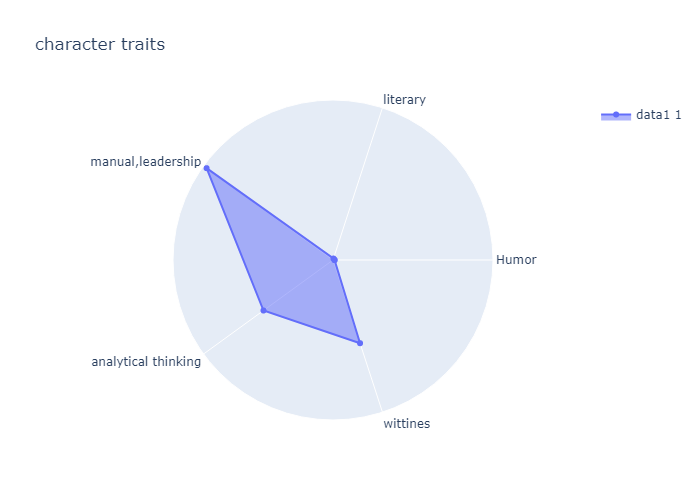 character traits
literary
data1 1
manual,leadership
Humor
analytical thinking
wittines